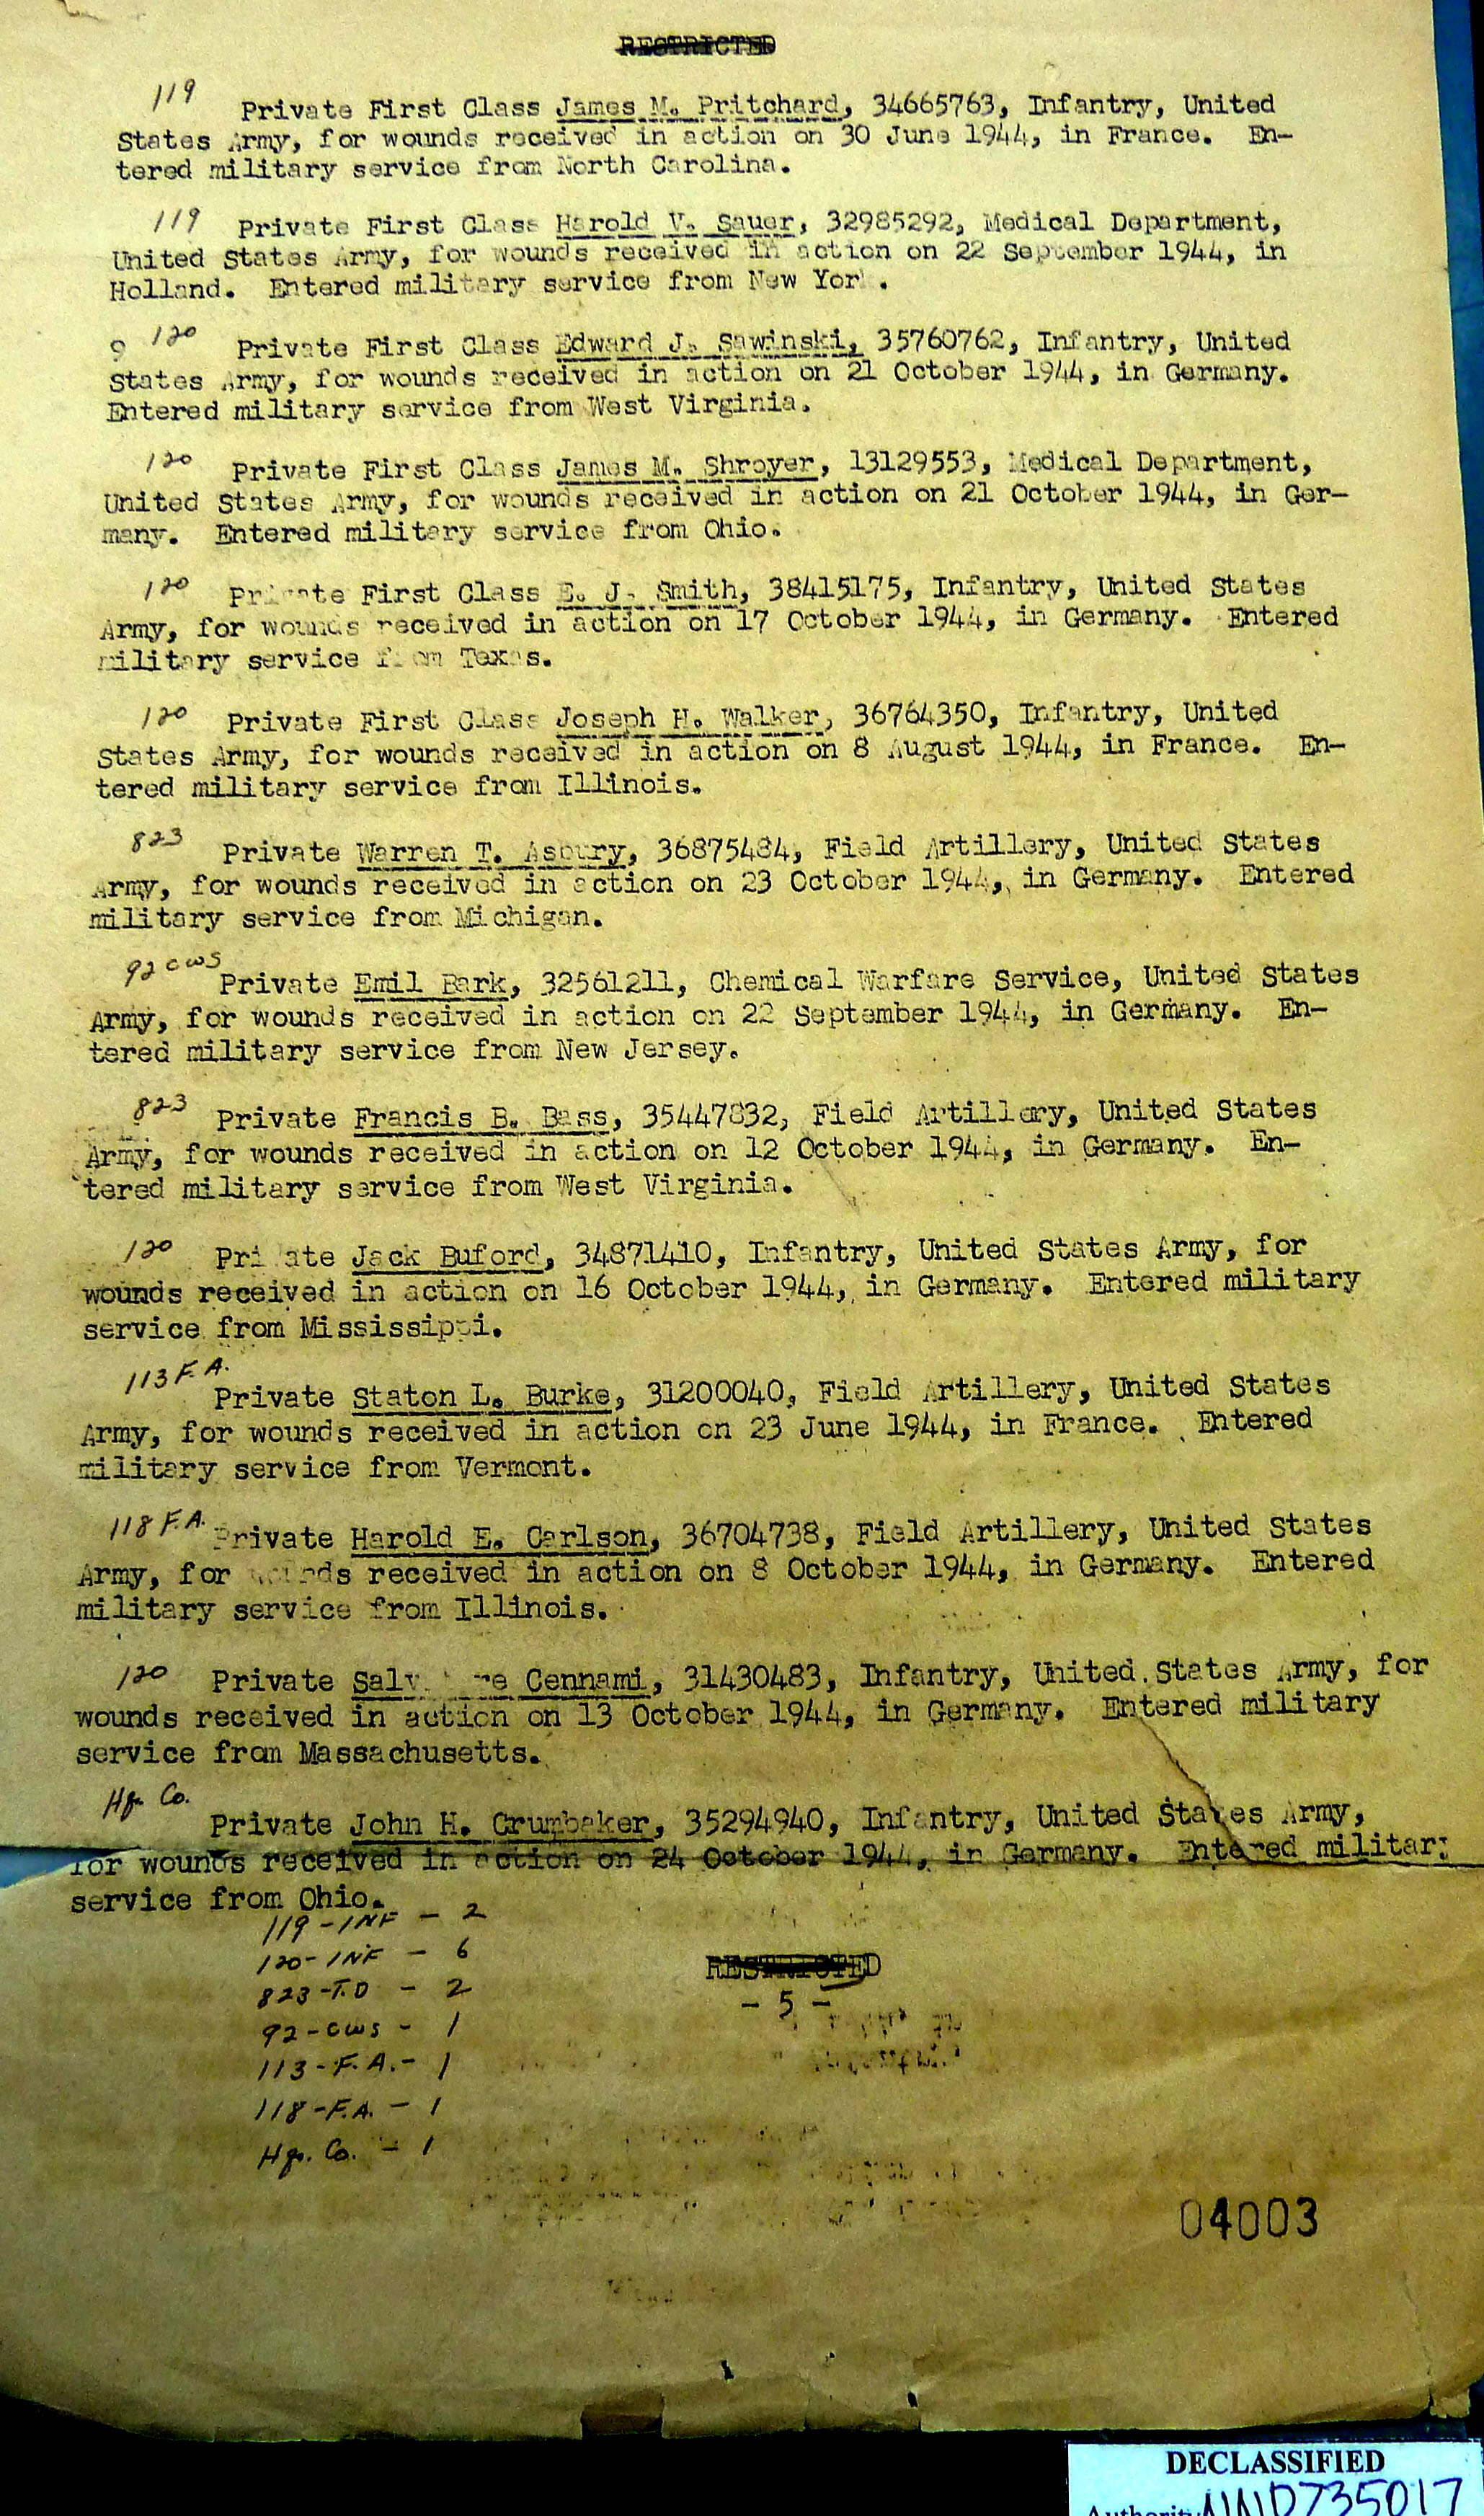 RESTRICTED
119 Private First Class James M. Pritchard, 34665763, Infantry, United
States Army, for wounds received in action on 30 June 1944, in France. En-
tered military service from North Carolina.
119 Private First Class Harold V. Sauer, 32985292, Medical Department,
United States Army, for wounds received in action on 22 September 1944, in
Holland. Entered military service from New York.
9 120 Private First Class Edward J. Sawinski, 35760762, Infantry, United
States Army, for wounds received in action on 21 October 1944, in Germany.
Entered military service from West Virginia.
120 Private First Class James M. Shroyer, 13129553, Medical Department,
United States Army, for wounds received in action on 21 October 1944, in Ger-
many. Entered military service from Ohio.
120 Private First Class E. J. Smith, 38415175, Infantry, United States
Army, for wounds received in action on 17 October 1944, in Germany. Entered
military service from Texas.
120 Private First Class Joseph H. Walker, 36764350, Infantry, United
States Army, for wounds received in action on 8 August 1944, in France. En-
tered military service from Illinois.
823 Private Warren T. Asbury, 36875484, Field Artillery, United States
Army, for wounds received in action on 23 October 1944, in Germany. Entered
military service from Michigan.
92 CWS Private Emil Bark, 32561211, Chemical Warfare Service, United States
Army, for wounds received in action on 22 September 1944, in Germany. En-
tered military service from New Jersey.
823 Private Francis B. Bass, 35447832, Field Artillery, United States
Army, for wounds received in action on 12 October 1944, in Germany. En-
tered military service from West Virginia.
120 Private Jack Buford, 34871410, Infantry, United States Army, for
wounds received in action on 16 October 1944, in Germany. Entered military
service from Mississippi.
113 F.A. Private Staton L. Burke, 31200040, Field Artillery, United States
Army, for wounds received in action on 23 June 1944, in France. Entered
military service from Vermont.
118 F.A. Private Harold E. Carlson, 36704738, Field Artillery, United States
Army, for wounds received in action on 8 October 1944, in Germany. Entered
military service from Illinois.
120 Private Salvatore Cennami, 31430483, Infantry, United States Army, for
wounds received in action on 13 October 1944, in Germany. Entered military
service from Massachusetts.
Hq. Co. Private John H. Crumbaker, 35294940, Infantry, United States Army,
for wounds received in action on 24 October 1944, in Germany. Entered military
service from Ohio.
119-INF - 2
120-INF - 6
823-T.D - 2
92-CWS - 1
113-F.A. - 1
118-F.A. - 1
Hq. Co. - 1
RESTRICTED
- 5 -
04003
DECLASSIFIED
Authority NND735017